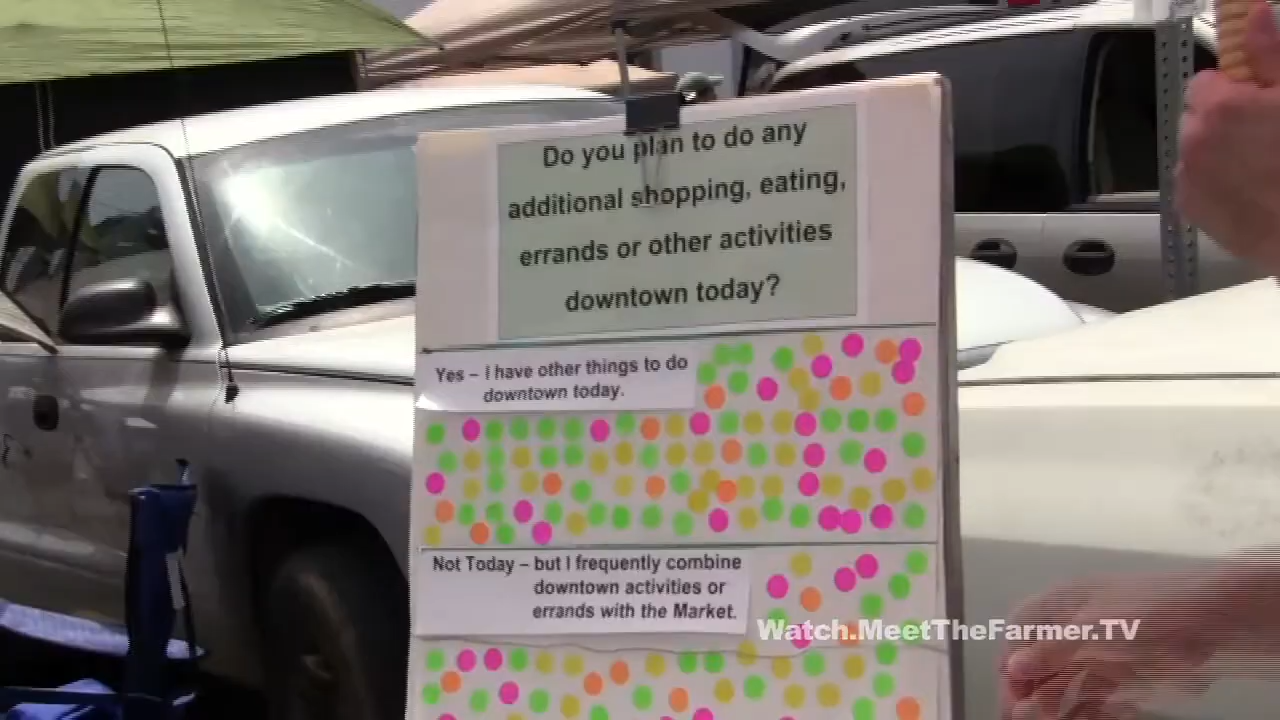 Do you plan to do any
additional shopping, eating,
errands or other activities
downtown today?
Yes – I have other things to do
downtown today.
Not Today – but I frequently combine
downtown activities or
errands with the Market.
Watch.MeetTheFarmer.TV